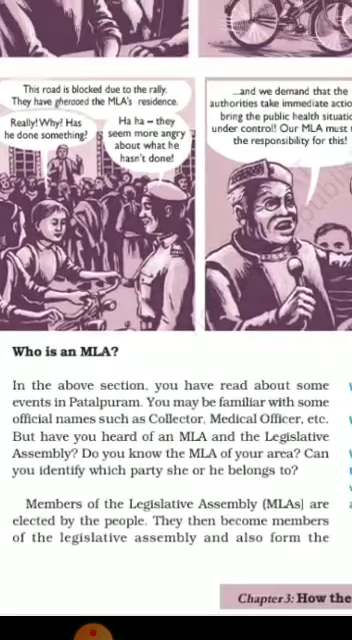 This road is blocked due to the rally.
They have gheraoed the MLA's residence.
Really! Why? Has
he done something?
Ha ha – they
seem more angry
about what he
hasn't done!
...and we demand that the
authorities take immediate actio
bring the public health situatio
under control! Our MLA must
the responsibility for this!
Who is an MLA?
In the above section, you have read about some
events in Patalpuram. You may be familiar with some
official names such as Collector, Medical Officer, etc.
But have you heard of an MLA and the Legislative
Assembly? Do you know the MLA of your area? Can
you identify which party she or he belongs to?
Members of the Legislative Assembly (MLAs) are
elected by the people. They then become members
of the legislative assembly and also form the
Chapter 3: How the